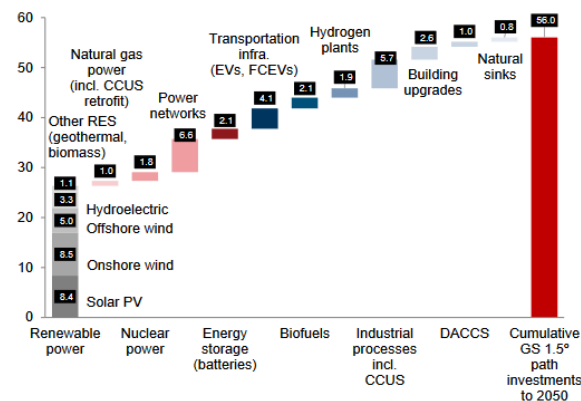 60
50
40
30
20
10
0
Natural gas
power
(incl. CCUS
retrofit)
Other RES
(geothermal,
biomass)
Power
networks
Transportation
infra.
(EVs, FCEVs)
Hydrogen
plants
Building
upgrades
Natural
sinks
1.1
3.3
5.0
8.5
8.4
Hydroelectric
Offshore wind
Onshore wind
Solar PV
1.0
1.8
6.6
2.1
4.1
2.1
1.9
5.7
2.6
1.0
0.8
56.0
Renewable
power
Nuclear
power
Energy
storage
(batteries)
Biofuels
Industrial
processes
incl.
CCUS
DACCS
Cumulative
GS 1.5º
path
investments
to 2050